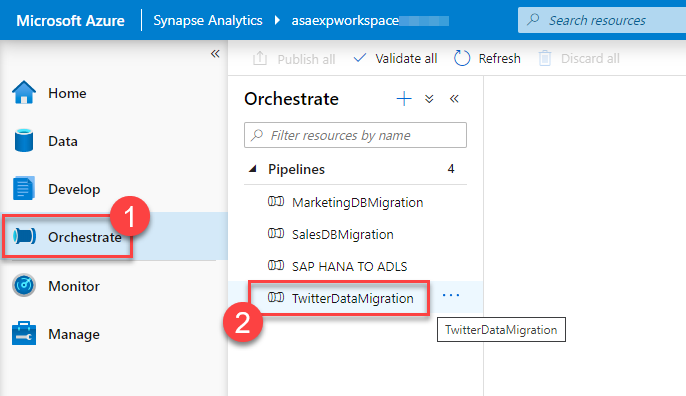 Microsoft Azure Synapse Analytics asaexpworkspace Search resources
« Publish all Validate all Refresh Discard all
Home
Data
Develop
Orchestrate
Monitor
Manage
1
Orchestrate + «
Filter resources by name
Pipelines 4
MarketingDBMigration
SalesDBMigration
SAP HANA TO ADLS
TwitterDataMigration ...
2
TwitterDataMigration